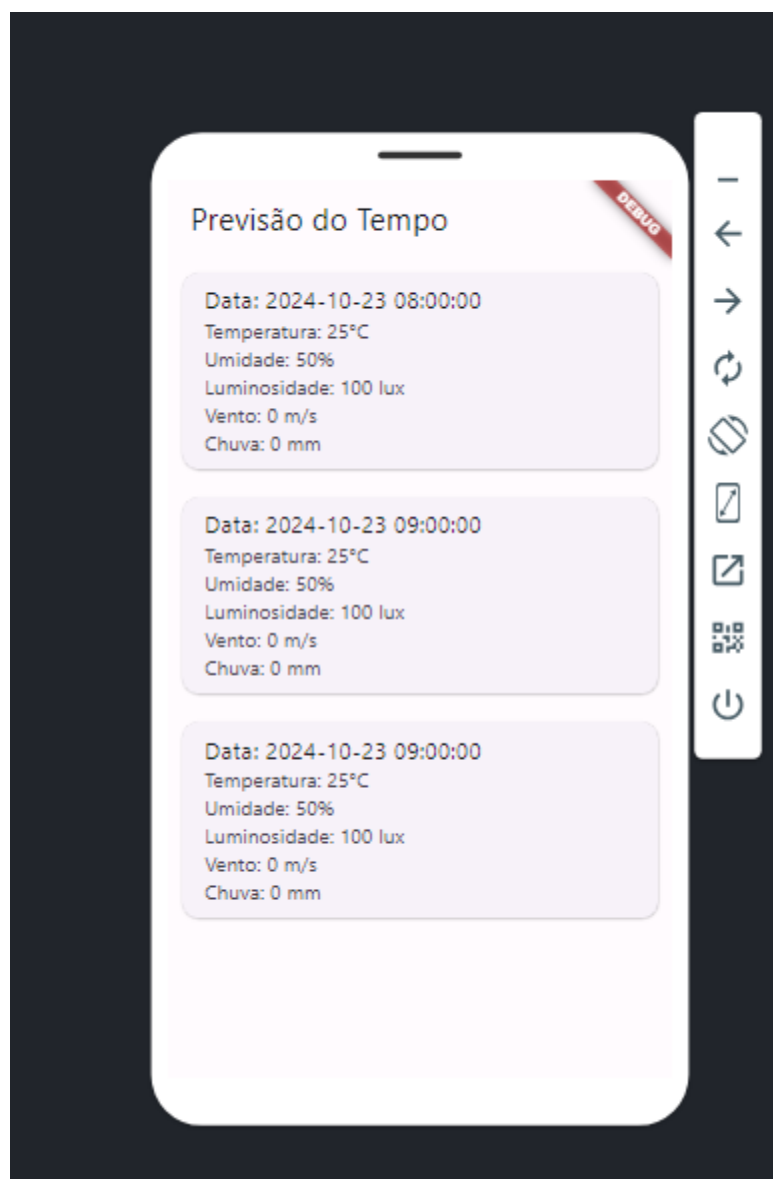 Previsão do Tempo
DEBUG
Data: 2024-10-23 08:00:00
Temperatura: 25°C
Umidade: 50%
Luminosidade: 100 lux
Vento: 0 m/s
Chuva: 0 mm
Data: 2024-10-23 09:00:00
Temperatura: 25°C
Umidade: 50%
Luminosidade: 100 lux
Vento: 0 m/s
Chuva: 0 mm
Data: 2024-10-23 09:00:00
Temperatura: 25°C
Umidade: 50%
Luminosidade: 100 lux
Vento: 0 m/s
Chuva: 0 mm